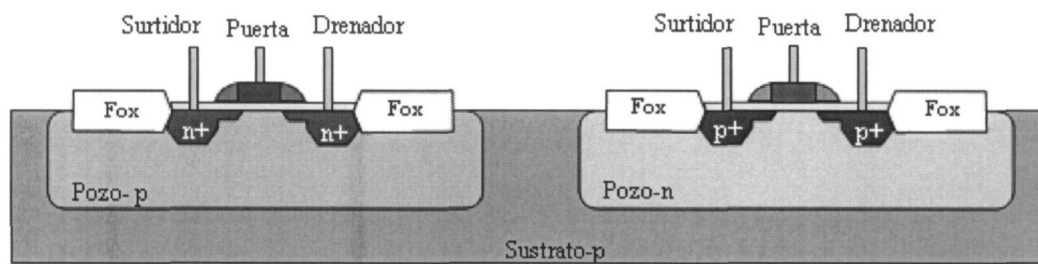 Surtidor Puerta Drenador Surtidor Puerta Drenador
Fox Fox Fox Fox
n+ n+ p+ p+
Pozo- p Pozo-n
Sustrato-p